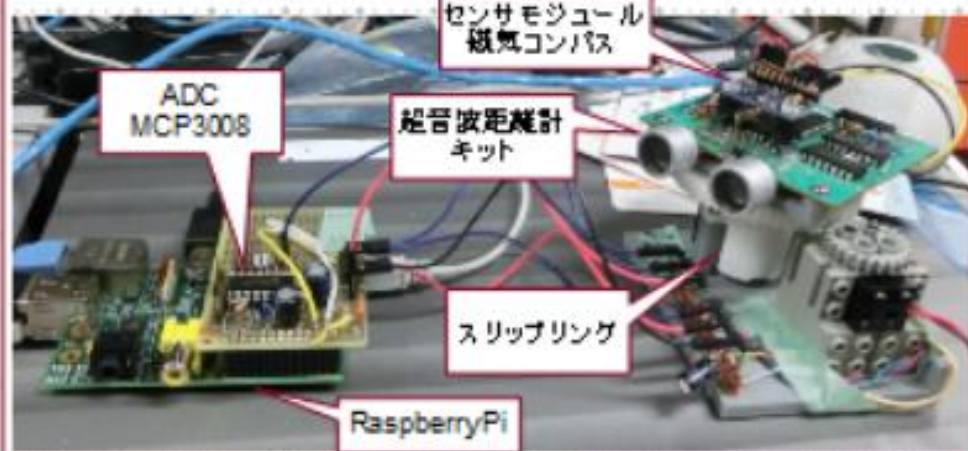 センサモジュール
磁気コンパス
ADC
MCP3008
超音波距離計
キット
スリップリング
RaspberryPi